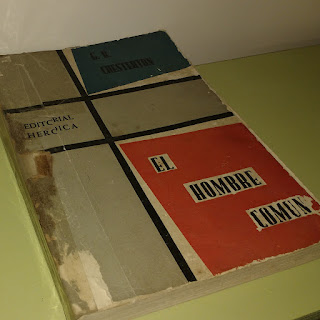 G. K.
CHESTERTON
EDITORIAL
HEROICA
EL
HOMBRE
COMUN